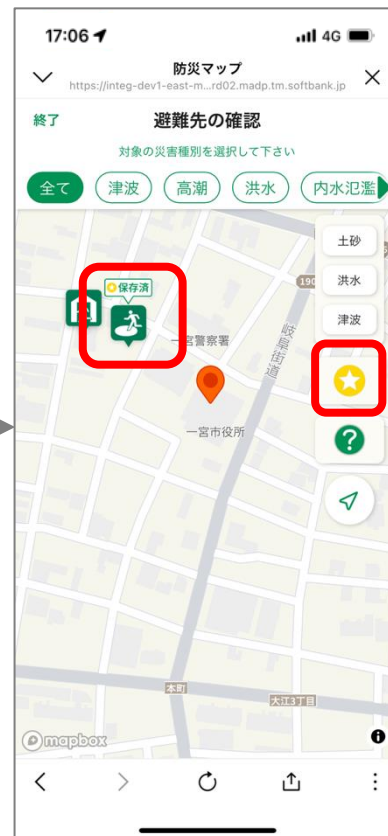 17:06
4G
防災マップ
https://integ-dev1-east-m...rd02.madp.tm.softbank.jp
終了
避難先の確認
対象の災害種別を選択して下さい
全て
津波
高潮
洪水
内水氾濫
土砂
190
洪水
保存済
津波
岐阜街道
一宮警察署
一宮市役所
?
本町
大江3丁目
mapbox